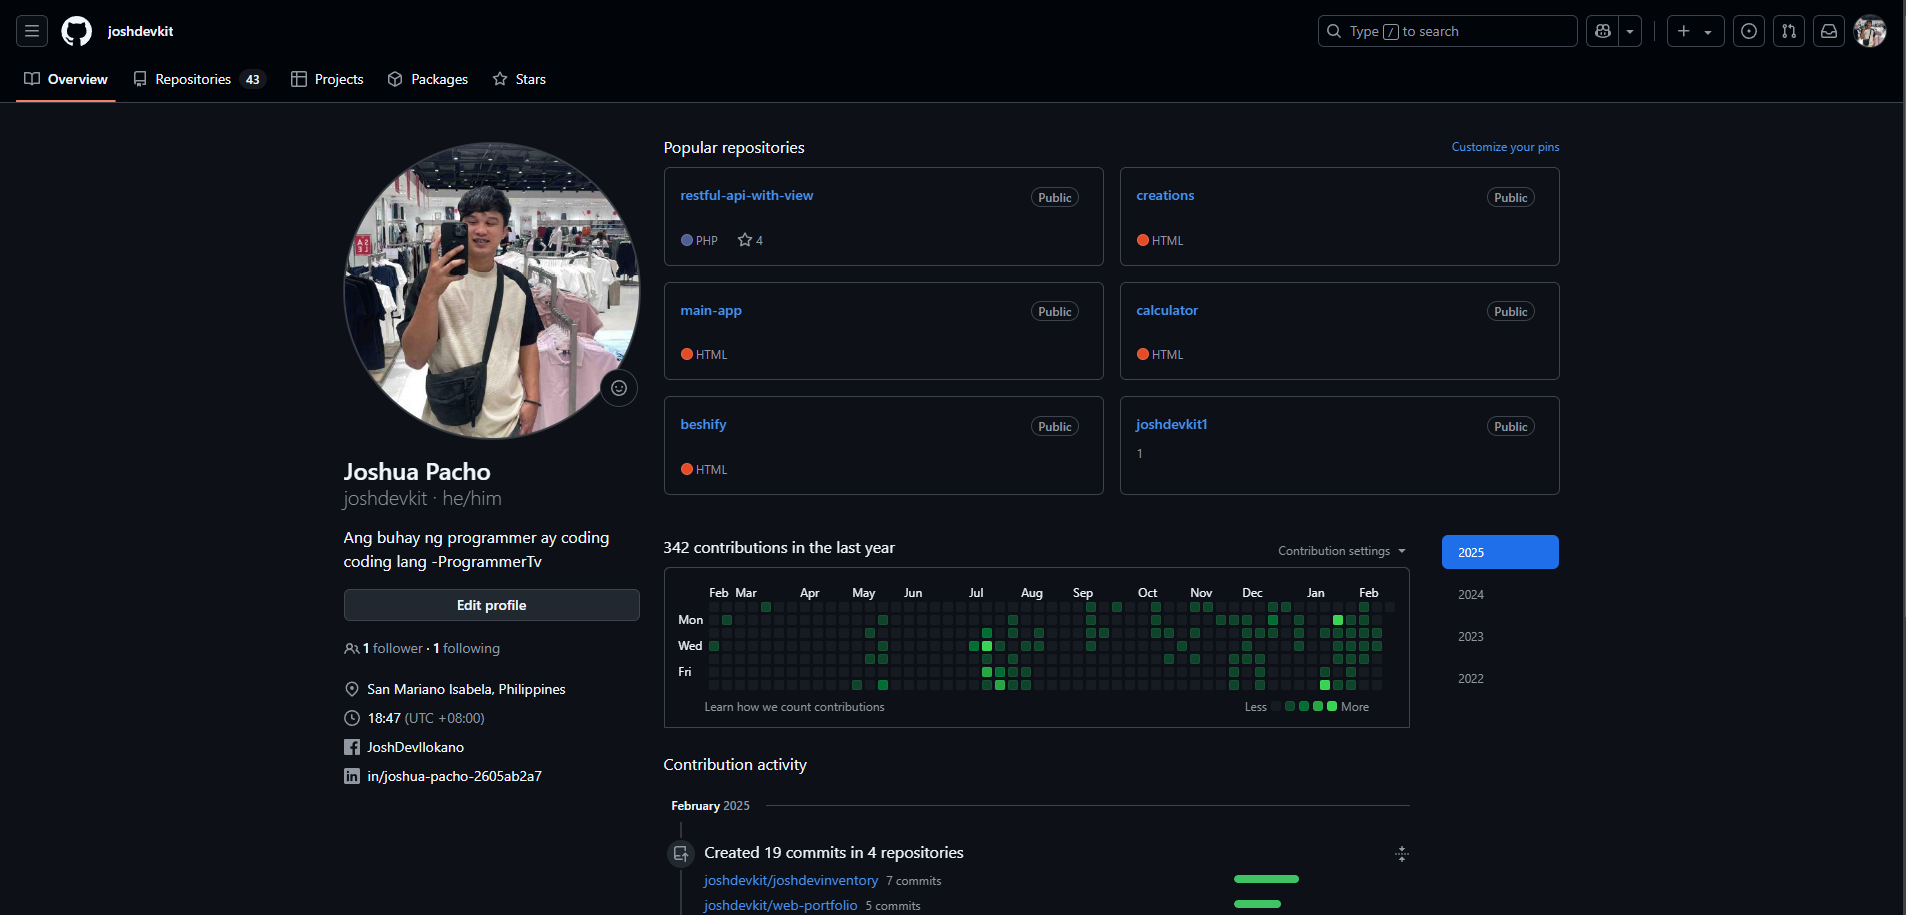 joshdevkit
Type / to search
Overview
Repositories 43
Projects
Packages
Stars
SALE
Joshua Pacho
joshdevkit · he/him
Ang buhay ng programmer ay coding
coding lang -ProgrammerTv
Edit profile
1 follower · 1 following
San Mariano Isabela, Philippines
18:47 (UTC +08:00)
JoshDevIlokano
in/joshua-pacho-2605ab2a7
Popular repositories
Customize your pins
restful-api-with-view
Public
PHP
4
creations
Public
HTML
main-app
Public
HTML
calculator
Public
HTML
beshify
Public
HTML
joshdevkit1
Public
1
342 contributions in the last year
Contribution settings
2025
2024
2023
2022
Feb Mar Apr May Jun Jul Aug Sep Oct Nov Dec Jan Feb
Mon
Wed
Fri
Learn how we count contributions
Less
More
Contribution activity
February 2025
Created 19 commits in 4 repositories
joshdevkit/joshdevinventory 7 commits
joshdevkit/web-portfolio 5 commits